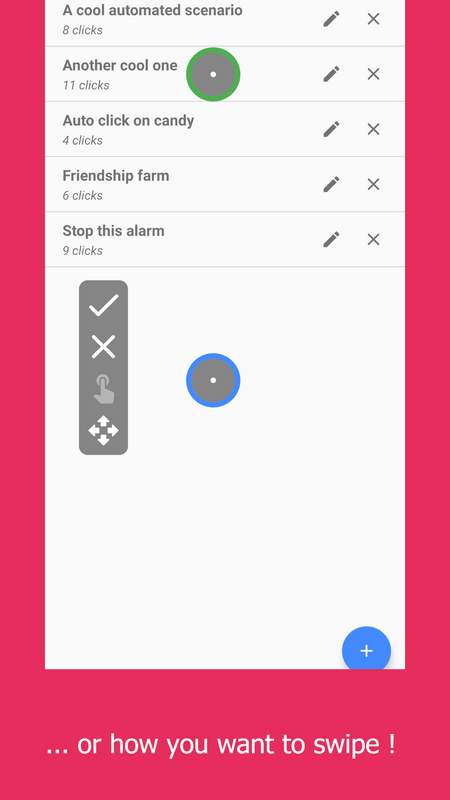 A cool automated scenario
8 clicks
Another cool one
11 clicks
Auto click on candy
4 clicks
Friendship farm
6 clicks
Stop this alarm
9 clicks
... or how you want to swipe !